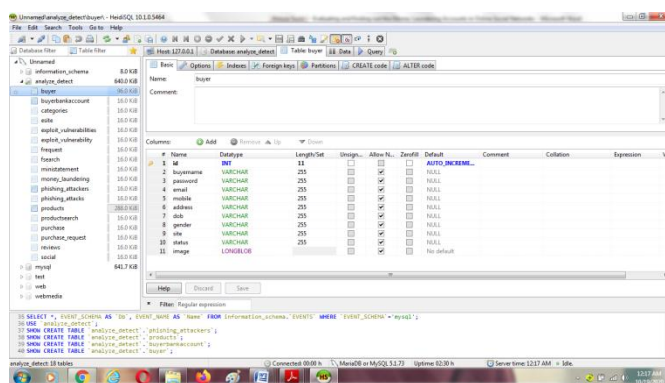 Unnamed\analyze_detect\buyer\ - HeidiSQL 10.1.0.5464
File Edit Search Tools Go to Help
Database filter Table filter
Host: 127.0.0.1 Database: analyze_detect Table: buyer Data Query
Unnamed
information_schema 8.0 KiB
analyze_detect 640.0 KiB
buyer 96.0 KiB
buyerbankaccount 16.0 KiB
categories 16.0 KiB
esite 16.0 KiB
exploit_vulnerabilities 16.0 KiB
exploit_vulnerability 16.0 KiB
frequest 16.0 KiB
fsearch 16.0 KiB
ministatement 16.0 KiB
money_laundering 16.0 KiB
phishing_attackers 16.0 KiB
phishing_attacks 16.0 KiB
products 288.0 KiB
productsearch 16.0 KiB
purchase 16.0 KiB
purchase_request 16.0 KiB
reviews 16.0 KiB
social 16.0 KiB
mysql 641.7 KiB
test
web
webmedia
Basic Options Indexes Foreign keys Partitions CREATE code ALTER code
Name: buyer
Comment:
Columns: Add Remove Up Down
# Name Datatype Length/Set Unsign... Allow N... Zerofill Default Comment Collation Expression
1 id INT 11 AUTO_INCREME...
2 buyername VARCHAR 255 NULL
3 password VARCHAR 255 NULL
4 email VARCHAR 255 NULL
5 mobile VARCHAR 255 NULL
6 address VARCHAR 255 NULL
7 dob VARCHAR 255 NULL
8 gender VARCHAR 255 NULL
9 site VARCHAR 255 NULL
10 status VARCHAR 255 NULL
11 image LONGBLOB No default
Help Discard Save
Filter: Regular expression
35 SELECT *, EVENT_SCHEMA AS `Db`, EVENT_NAME AS `Name` FROM information_schema.`EVENTS` WHERE `EVENT_SCHEMA`='mysql';
36 USE `analyze_detect`;
37 SHOW CREATE TABLE `analyze_detect`.`phishing_attackers`;
38 SHOW CREATE TABLE `analyze_detect`.`products`;
39 SHOW CREATE TABLE `analyze_detect`.`buyerbankaccount`;
40 SHOW CREATE TABLE `analyze_detect`.`buyer`;
analyze_detect: 18 tables Connected: 00:00 h MariaDB or MySQL 5.1.73 Uptime: 02:30 h Server time: 12:17 AM Idle.
12:17 AM